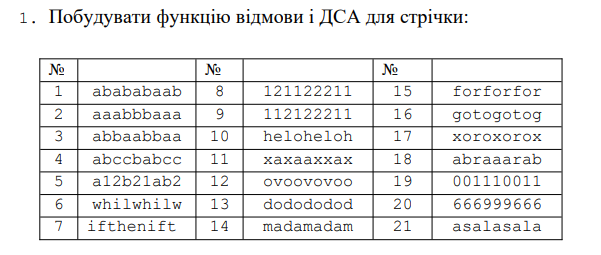 1. Побудувати функцію відмови і ДСА для стрічки:
№ № №
1 abababaab 8 121122211 15 forforfor
2 aaabbbaaa 9 112122211 16 gotogotog
3 abbaabbaa 10 heloheloh 17 xoroxorox
4 abccbabcc 11 xaxaaxxax 18 abraaarab
5 a12b21ab2 12 ovoovovoo 19 001110011
6 whilwhilw 13 dodododod 20 666999666
7 ifthenift 14 madamadam 21 asalasala